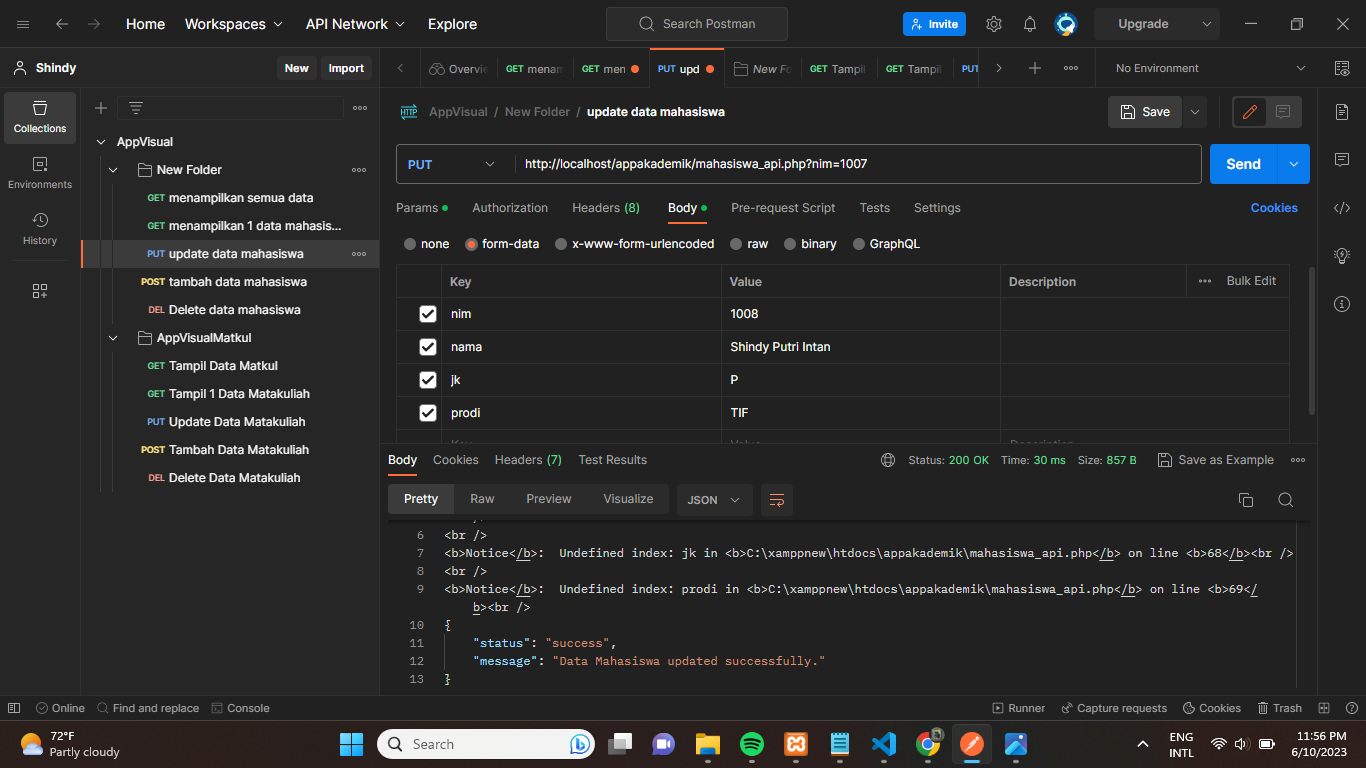 Home
Workspaces
API Network
Explore
Search Postman
Invite
Upgrade
Shindy
New
Import
Overvie
GET menam
GET men
PUT upd
New Fo
GET Tampil
GET Tampil
PUT
No Environment
Collections
Environments
History
AppVisual
New Folder
GET menampilkan semua data
GET menampilkan 1 data mahasis...
PUT update data mahasiswa
POST tambah data mahasiswa
DEL Delete data mahasiswa
AppVisualMatkul
GET Tampil Data Matkul
GET Tampil 1 Data Matakuliah
PUT Update Data Matakuliah
POST Tambah Data Matakuliah
DEL Delete Data Matakuliah
HTTP AppVisual / New Folder / update data mahasiswa
Save
PUT http://localhost/appakademik/mahasiswa_api.php?nim=1007
Send
Params Authorization Headers (8) Body Pre-request Script Tests Settings Cookies
none form-data x-www-form-urlencoded raw binary GraphQL
Key Value Description Bulk Edit
nim 1008
nama Shindy Putri Intan
jk P
prodi TIF
Key Value Description
Body Cookies Headers (7) Test Results Status: 200 OK Time: 30 ms Size: 857 B Save as Example
Pretty Raw Preview Visualize JSON
6 <br />
7 <b>Notice</b>:  Undefined index: jk in <b>C:\xamppnew\htdocs\appakademik\mahasiswa_api.php</b> on line <b>68</b><br />
8 <br />
9 <b>Notice</b>:  Undefined index: prodi in <b>C:\xamppnew\htdocs\appakademik\mahasiswa_api.php</b> on line <b>69</
b><br />
10 {
11 "status": "success",
12 "message": "Data Mahasiswa updated successfully."
13 }
Online Find and replace Console Runner Capture requests Cookies Trash
72°F
Partly cloudy
Search
ENG
INTL
11:56 PM
6/10/2023